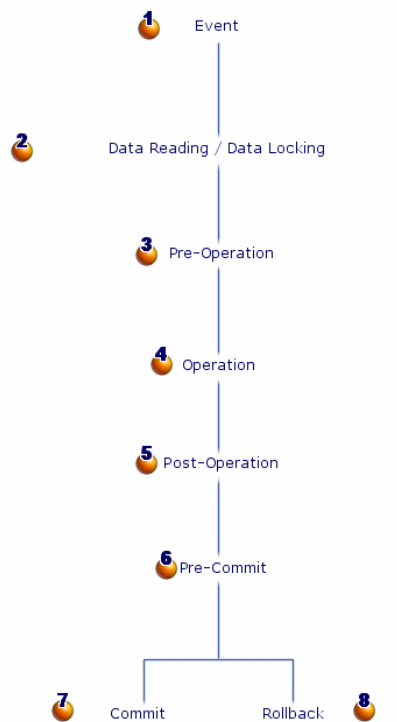 1 Event
2 Data Reading / Data Locking
3 Pre-Operation
4 Operation
5 Post-Operation
6 Pre-Commit
7 Commit Rollback 8